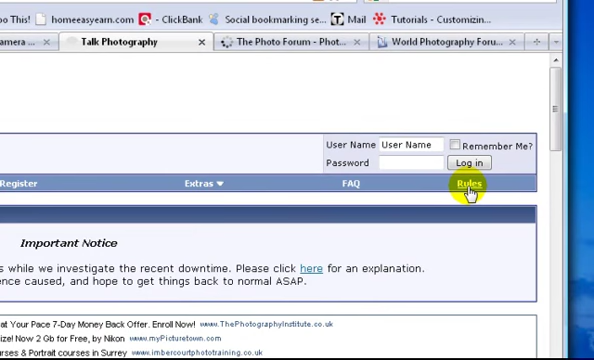 oo This! homeeasyearn.com - ClickBank Social bookmarking se... Mail Tutorials - Customizin...
amera ... Talk Photography The Photo Forum - Phot... World Photography Foru...
User Name User Name Remember Me?
Password Log in
Register Extras FAQ Rules
Important Notice
s while we investigate the recent downtime. Please click here for an explanation.
ence caused, and hope to get things back to normal ASAP.
at Your Pace 7-Day Money Back Offer. Enroll Now! www.ThePhotographyInstitute.co.uk
ize! Now 2 Gb for Free, by Nikon www.myPicturetown.com
urses & Portrait courses in Surrey www.imbercourtphototraining.co.uk